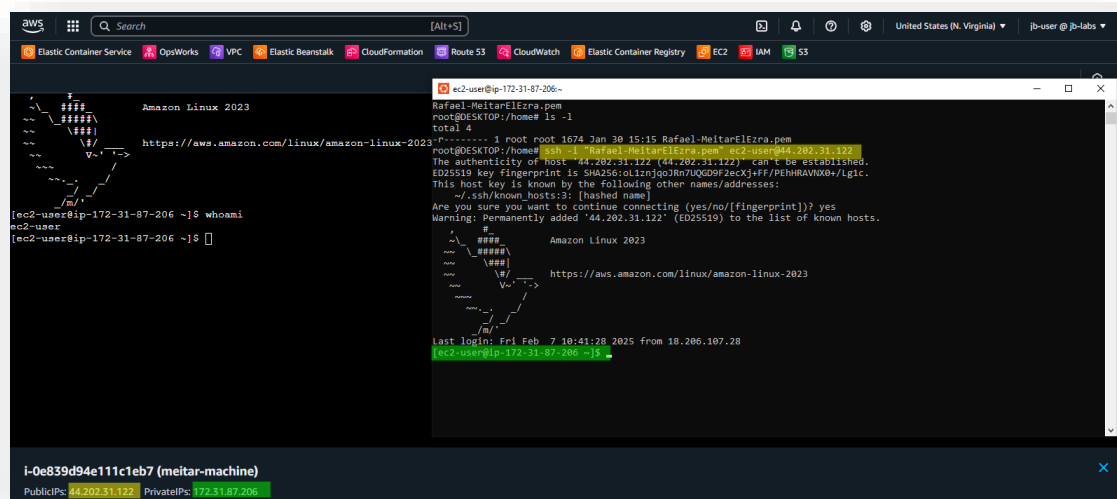 aws
Search
[Alt+S]
United States (N. Virginia) ▼
jb-user @ jb-labs ▼
Elastic Container Service
OpsWorks
VPC
Elastic Beanstalk
CloudFormation
Route 53
CloudWatch
Elastic Container Registry
EC2
IAM
S3
,     #_
~\_  ####_        Amazon Linux 2023
~~  \_#####\
~~     \###|
~~       \#/ ___   https://aws.amazon.com/linux/amazon-linux-2023
~~       V~' '->
~~~         /
~~._.   _/
_/ _/
_/m/'
[ec2-user@ip-172-31-87-206 ~]$ whoami
ec2-user
[ec2-user@ip-172-31-87-206 ~]$
ec2-user@ip-172-31-87-206:~
Rafael-MeitarElEzra.pem
root@DESKTOP:/home# ls -l
total 4
-r-------- 1 root root 1674 Jan 30 15:15 Rafael-MeitarElEzra.pem
root@DESKTOP:/home# ssh -i "Rafael-MeitarElEzra.pem" ec2-user@44.202.31.122
The authenticity of host '44.202.31.122 (44.202.31.122)' can't be established.
ED25519 key fingerprint is SHA256:oL1znjqoJRn7UQGD9F2ecXj+FF/PEhHRAVNX0+/Lg1c.
This host key is known by the following other names/addresses:
~/.ssh/known_hosts:3: [hashed name]
Are you sure you want to continue connecting (yes/no/[fingerprint])? yes
Warning: Permanently added '44.202.31.122' (ED25519) to the list of known hosts.
,     #_
~\_  ####_        Amazon Linux 2023
~~  \_#####\
~~     \###|
~~       \#/ ___   https://aws.amazon.com/linux/amazon-linux-2023
~~       V~' '->
~~~         /
~~._.   _/
_/ _/
_/m/'
Last login: Fri Feb  7 10:41:28 2025 from 18.206.107.28
[ec2-user@ip-172-31-87-206 ~]$
i-0e839d94e111c1eb7 (meitar-machine)
PublicIPs: 44.202.31.122   PrivateIPs: 172.31.87.206